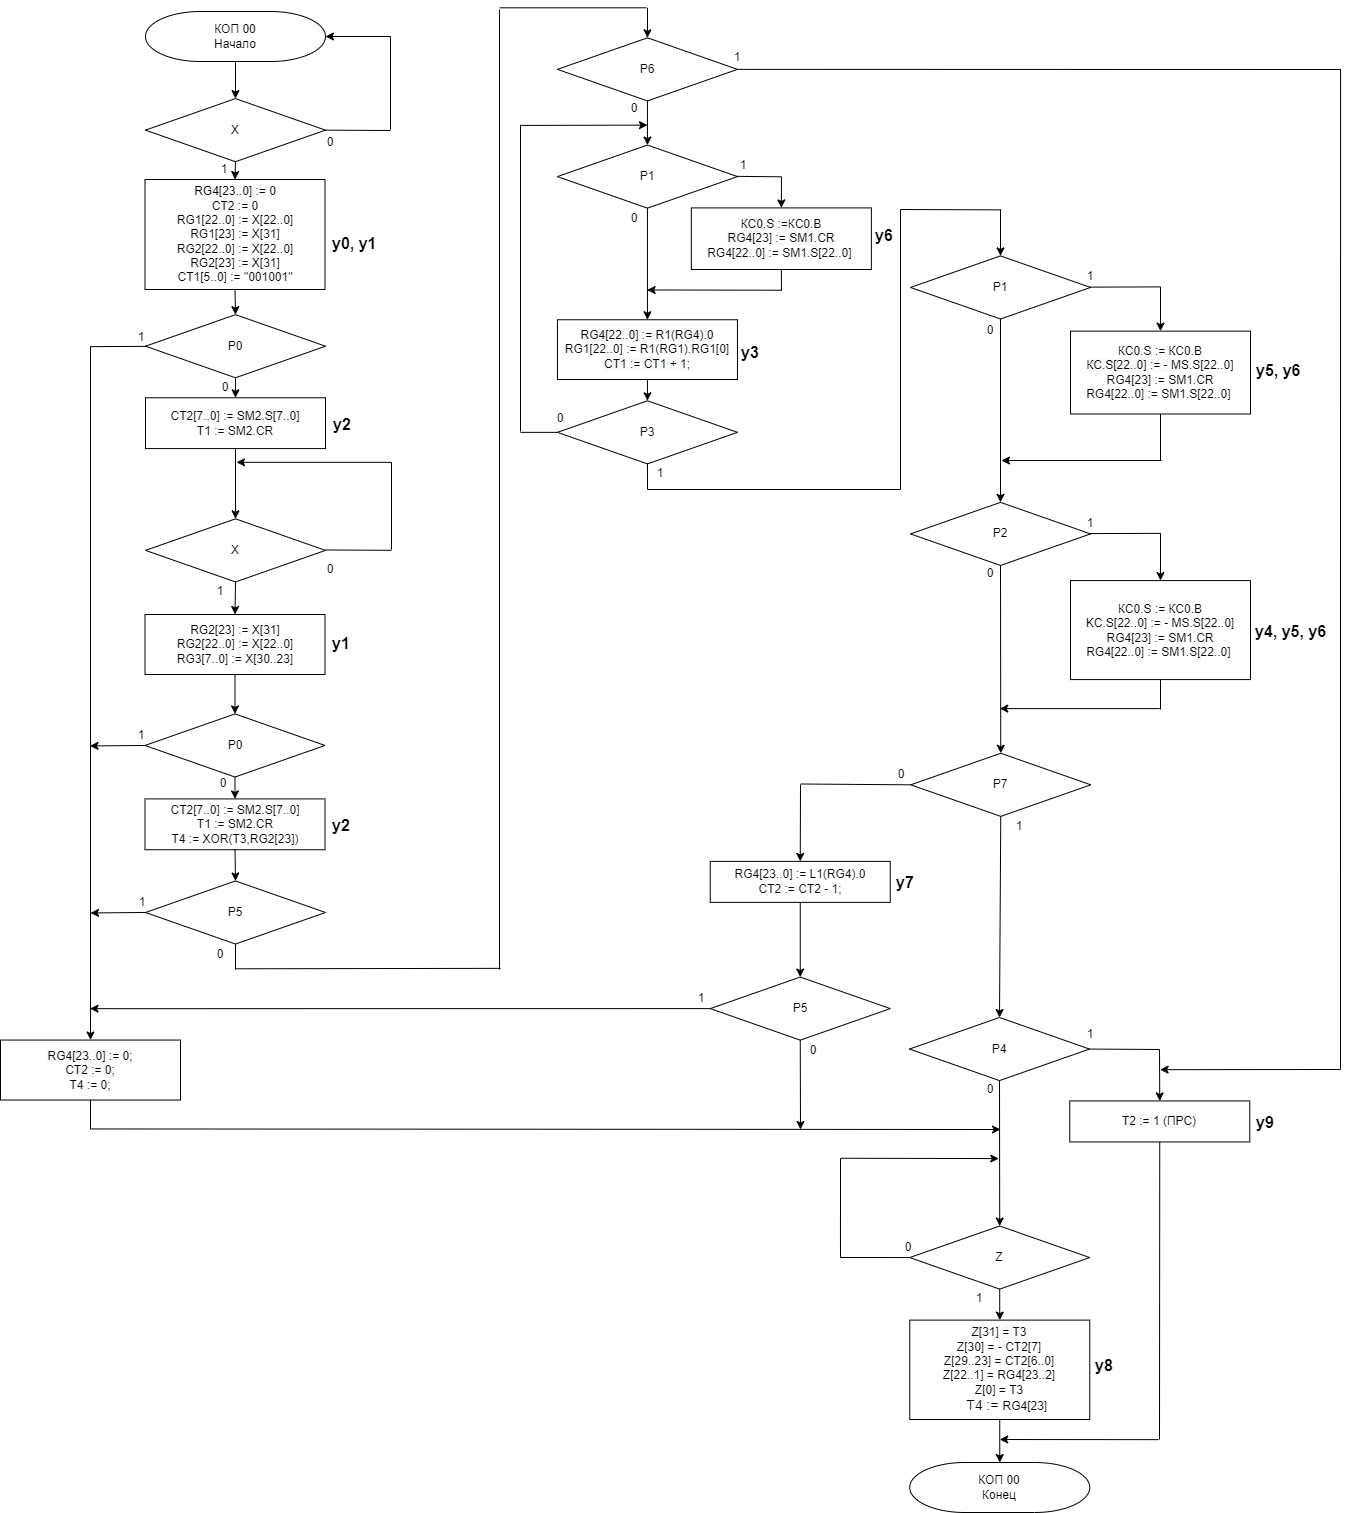 КОП 00
Начало
X
0
1
RG4[23..0] := 0
CT2 := 0
RG1[22..0] := X[22..0]
RG1[23] := X[31]
RG2[22..0] := X[22..0]
RG2[23] := X[31]
CT1[5..0] := "001001"
y0, y1
1
P0
0
CT2[7..0] := SM2.S[7..0]
T1 := SM2.CR
y2
X
0
1
RG2[23] := X[31]
RG2[22..0] := X[22..0]
RG3[7..0] := X[30..23]
y1
1
P0
0
CT2[7..0] := SM2.S[7..0]
T1 := SM2.CR
T4 := XOR(T3,RG2[23])
y2
1
P5
0
RG4[23..0] := 0;
CT2 := 0;
T4 := 0;
P6
1
0
P1
1
0
КС0.S :=КС0.В
RG4[23] := SM1.CR
RG4[22..0] := SM1.S[22..0]
y6
RG4[22..0] := R1(RG4).0
RG1[22..0] := R1(RG1).RG1[0]
CT1 := CT1 + 1;
y3
0
P3
1
P1
1
0
КС0.S := КС0.В
КС.S[22..0] := - MS.S[22..0]
RG4[23] := SM1.CR
RG4[22..0] := SM1.S[22..0]
y5, y6
P2
1
0
КС0.S := КС0.В
КС.S[22..0] := - MS.S[22..0]
RG4[23] := SM1.CR
RG4[22..0] := SM1.S[22..0]
y4, y5, y6
0
P7
1
RG4[23..0] := L1(RG4).0
CT2 := CT2 - 1;
y7
1
P5
0
P4
1
0
T2 := 1 (ПРС)
y9
0
Z
1
Z[31] = T3
Z[30] = - CT2[7]
Z[29..23] = CT2[6..0]
Z[22..1] = RG4[23..2]
Z[0] = T3
T4 := RG4[23]
y8
КОП 00
Конец